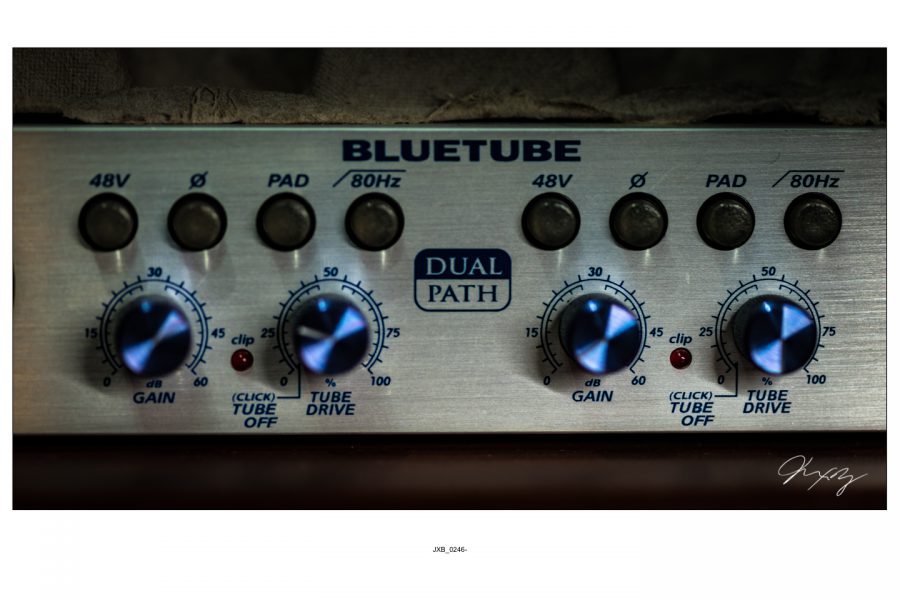 BLUETUBE
48V Ø PAD 80Hz
48V Ø PAD 80Hz
DUAL
PATH
30
15 45
0 60
dB
GAIN
clip
50
25 75
0 100
%
(CLICK)
TUBE
OFF
TUBE
DRIVE
30
15 45
0 60
dB
GAIN
clip
50
25 75
0 100
%
(CLICK)
TUBE
OFF
TUBE
DRIVE
JXB_0246-